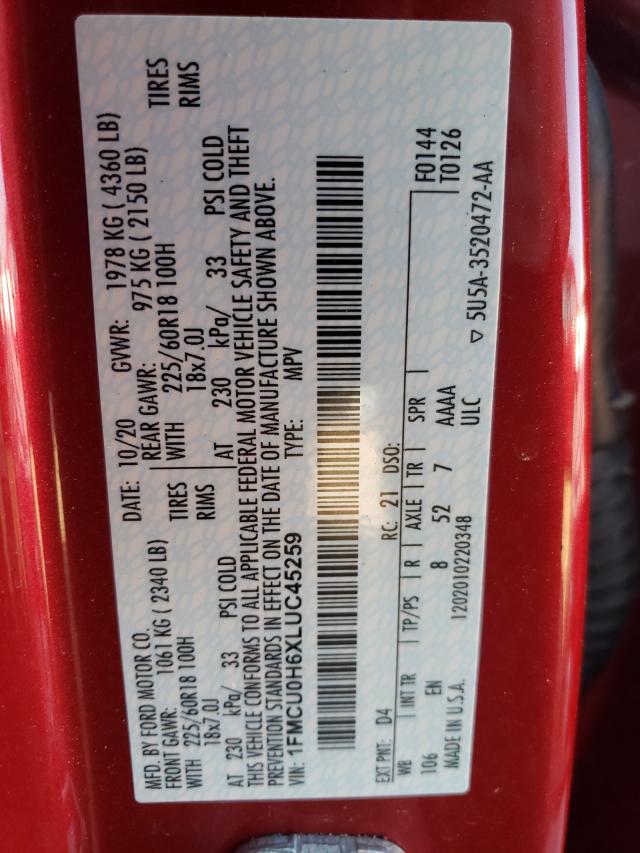 MFD. BY FORD MOTOR CO.
DATE: 10/20 GVWR: 1978 KG ( 4360 LB)
FRONT GAWR: 1061 KG ( 2340 LB) REAR GAWR: 975 KG ( 2150 LB)
WITH 225/60R18 100H TIRES WITH 225/60R18 100H TIRES
18x7.0J RIMS 18x7.0J RIMS
AT 230 kPa/ 33 PSI COLD AT 230 kPa/ 33 PSI COLD
THIS VEHICLE CONFORMS TO ALL APPLICABLE FEDERAL MOTOR VEHICLE SAFETY AND THEFT
PREVENTION STANDARDS IN EFFECT ON THE DATE OF MANUFACTURE SHOWN ABOVE.
VIN: 1FMCU0H6XLUC45259 TYPE: MPV
EXT PNT: D4 RC: 21 DSO: F0144
WB INT TR TP/PS R AXLE TR SPR T0126
106 EN 8 52 7 AAAA
MADE IN U.S.A. 1202010220348 ULC ▽ 5U5A-3520472-AA